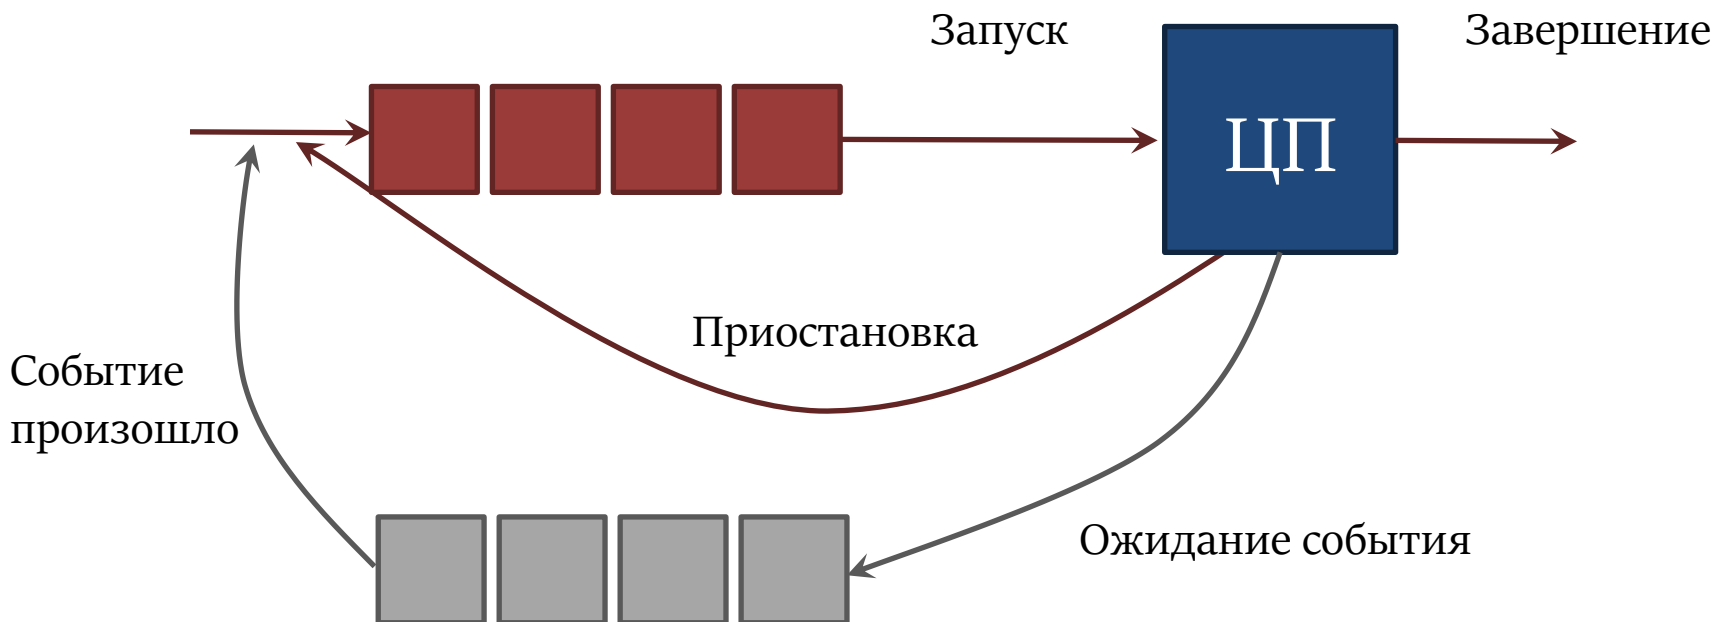 Запуск
Завершение
ЦП
Приостановка
Событие
произошло
Ожидание события